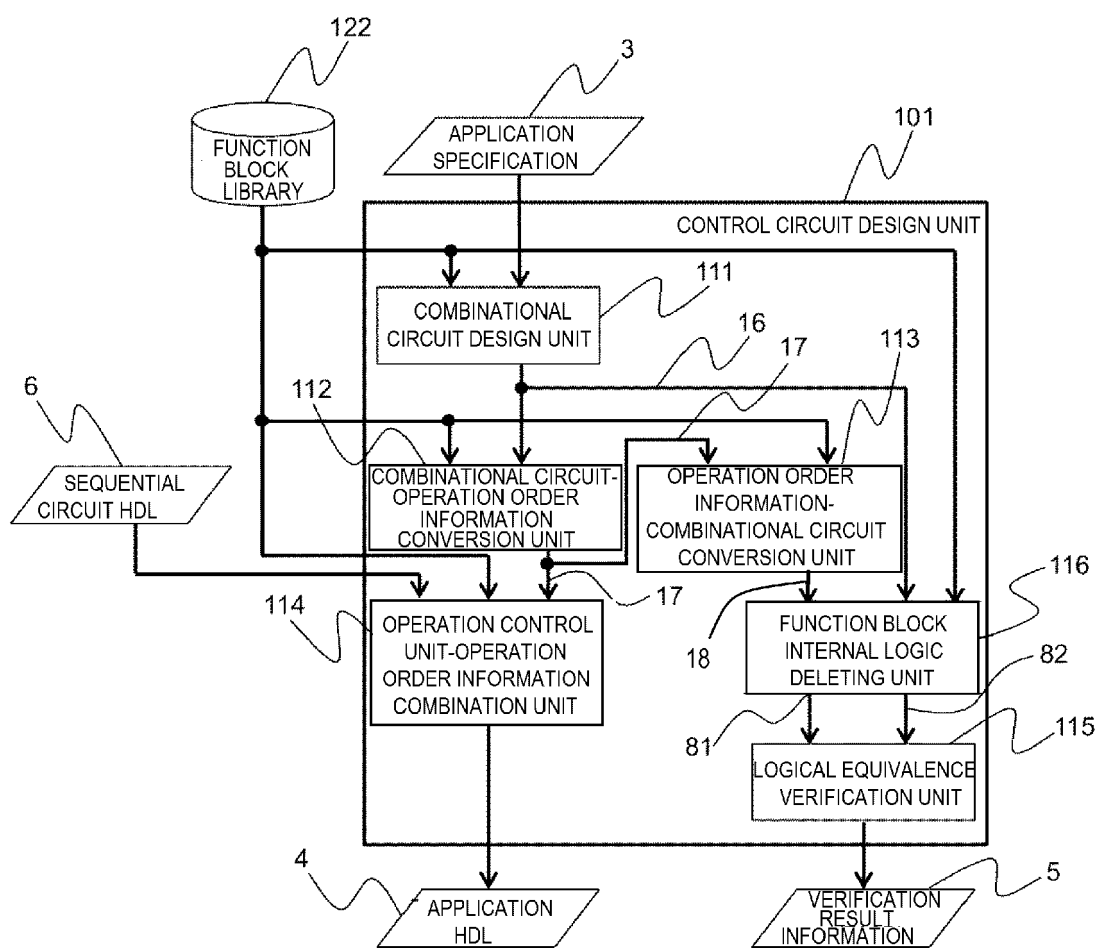 122
3
FUNCTION
BLOCK
LIBRARY
APPLICATION
SPECIFICATION
101
CONTROL CIRCUIT DESIGN UNIT
COMBINATIONAL
CIRCUIT DESIGN UNIT
111
16
17
113
6
112
SEQUENTIAL
CIRCUIT HDL
COMBINATIONAL CIRCUIT-
OPERATION ORDER
INFORMATION
CONVERSION UNIT
OPERATION ORDER
INFORMATION-
COMBINATIONAL CIRCUIT
CONVERSION UNIT
17
18
116
114
OPERATION CONTROL
UNIT-OPERATION
ORDER INFORMATION
COMBINATION UNIT
FUNCTION BLOCK
INTERNAL LOGIC
DELETING UNIT
82
81
115
LOGICAL EQUIVALENCE
VERIFICATION UNIT
4
APPLICATION
HDL
5
VERIFICATION
RESULT
INFORMATION